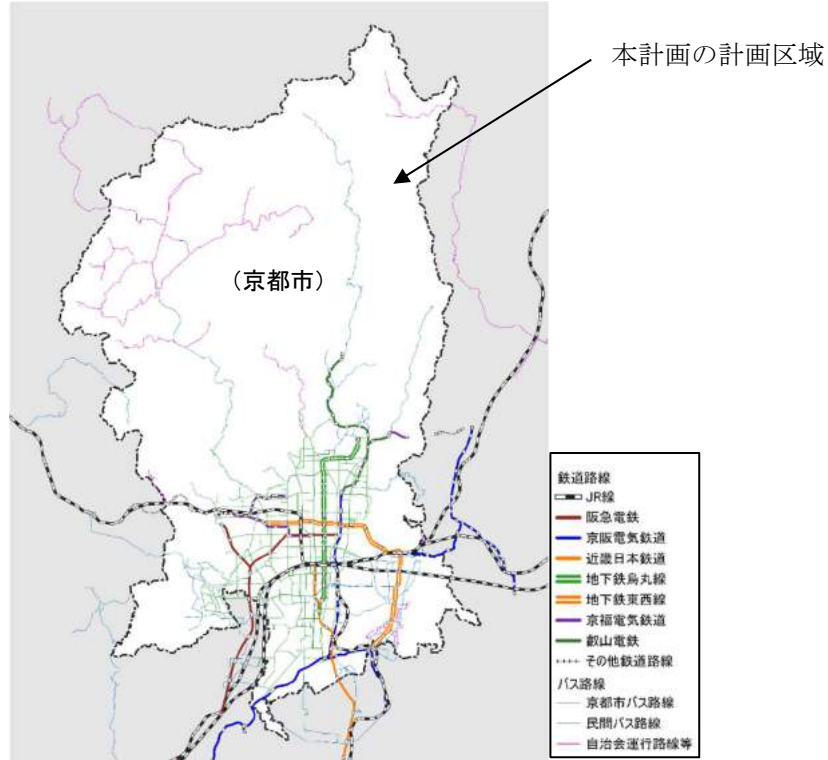 本計画の計画区域
（京都市）
鉄道路線
JR線
阪急電鉄
京阪電気鉄道
近畿日本鉄道
地下鉄烏丸線
地下鉄東西線
京福電気鉄道
叡山電鉄
その他鉄道路線
バス路線
京都市バス路線
民間バス路線
自治会運行路線等